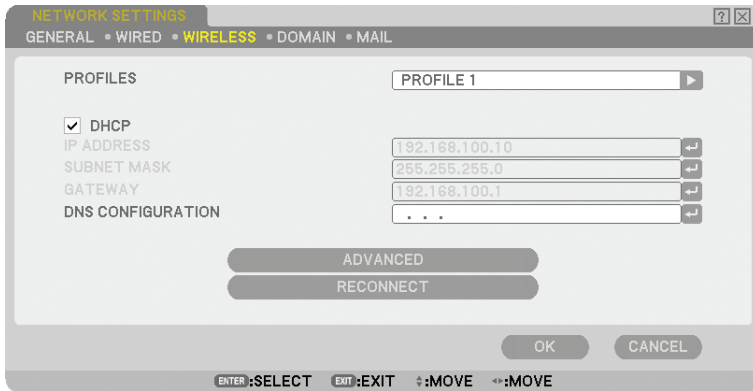 NETWORK SETTINGS
GENERAL • WIRED • WIRELESS • DOMAIN • MAIL
PROFILES PROFILE 1
DHCP
IP ADDRESS 192.168.100.10
SUBNET MASK 255.255.255.0
GATEWAY 192.168.100.1
DNS CONFIGURATION . . .
ADVANCED
RECONNECT
OK CANCEL
ENTER :SELECT EXIT :EXIT :MOVE :MOVE